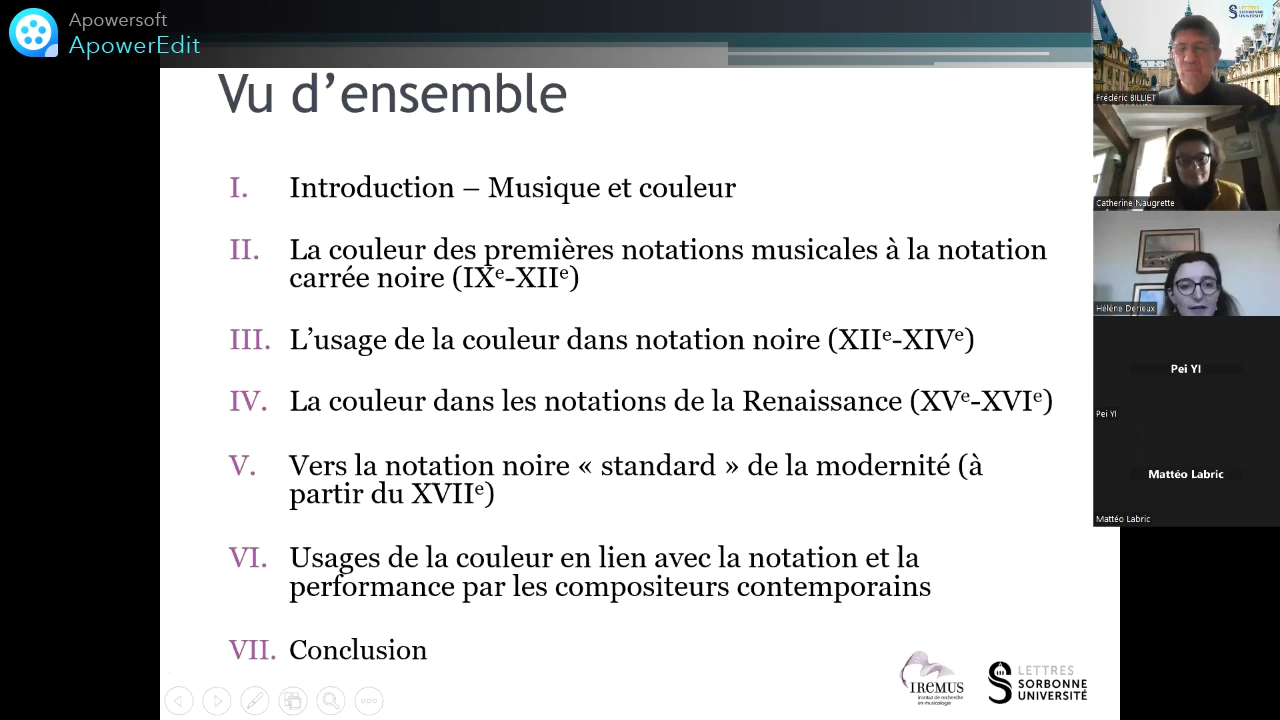 Apowersoft
ApowerEdit
Vu d’ensemble
I. Introduction – Musique et couleur
II. La couleur des premières notations musicales à la notation
carrée noire (IXᵉ-XIIᵉ)
III. L’usage de la couleur dans notation noire (XIIᵉ-XIVᵉ)
IV. La couleur dans les notations de la Renaissance (XVᵉ-XVIᵉ)
V. Vers la notation noire « standard » de la modernité (à
partir du XVIIᵉ)
VI. Usages de la couleur en lien avec la notation et la
performance par les compositeurs contemporains
VII. Conclusion
IREMUS
institut de recherche
en musicologie
LETTRES
SORBONNE
UNIVERSITÉ
LETTRES
SORBONNE
UNIVERSITÉ
Frédéric BILLIET
Catherine Naugrette
Hélène Derieux
Pei YI
Pei YI
Mattéo Labric
Mattéo Labric